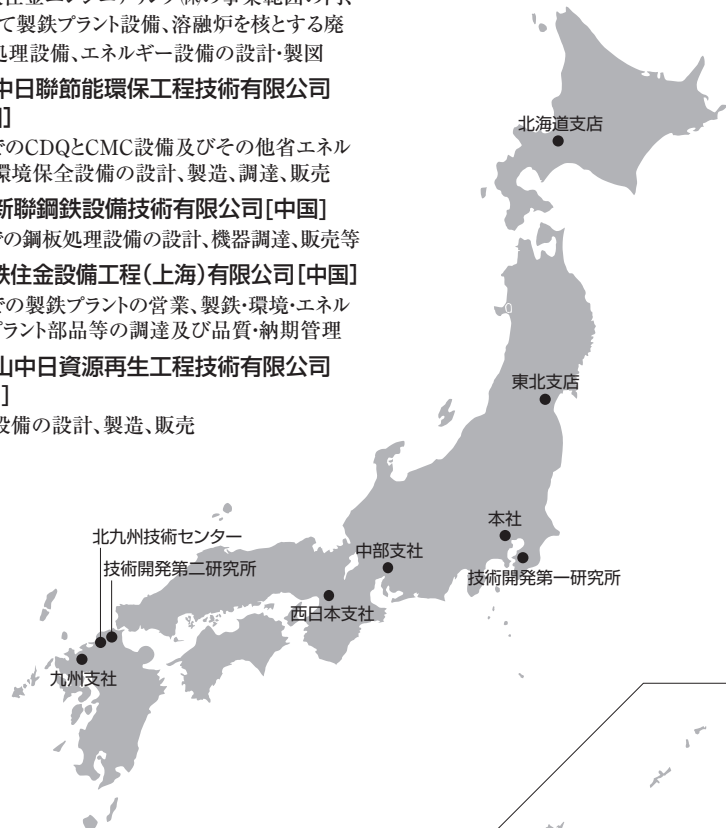 住金エンジニアリング㈱の事業範囲の内、
て製鉄プラント設備、溶融炉を核とする廃
処理設備、エネルギー設備の設計・製図
中日聯節能環保工程技術有限公司
]
でのCDQとCMC設備及びその他省エネル
環境保全設備の設計、製造、調達、販売
新聯鋼鉄設備技術有限公司[中国]
での鋼板処理設備の設計、機器調達、販売等
鉄住金設備工程(上海)有限公司[中国]
での製鉄プラントの営業、製鉄・環境・エネル
プラント部品等の調達及び品質・納期管理
山中日資源再生工程技術有限公司
]
設備の設計、製造、販売
北海道支店
東北支店
本社
北九州技術センター
中部支社
技術開発第二研究所
技術開発第一研究所
西日本支社
九州支社